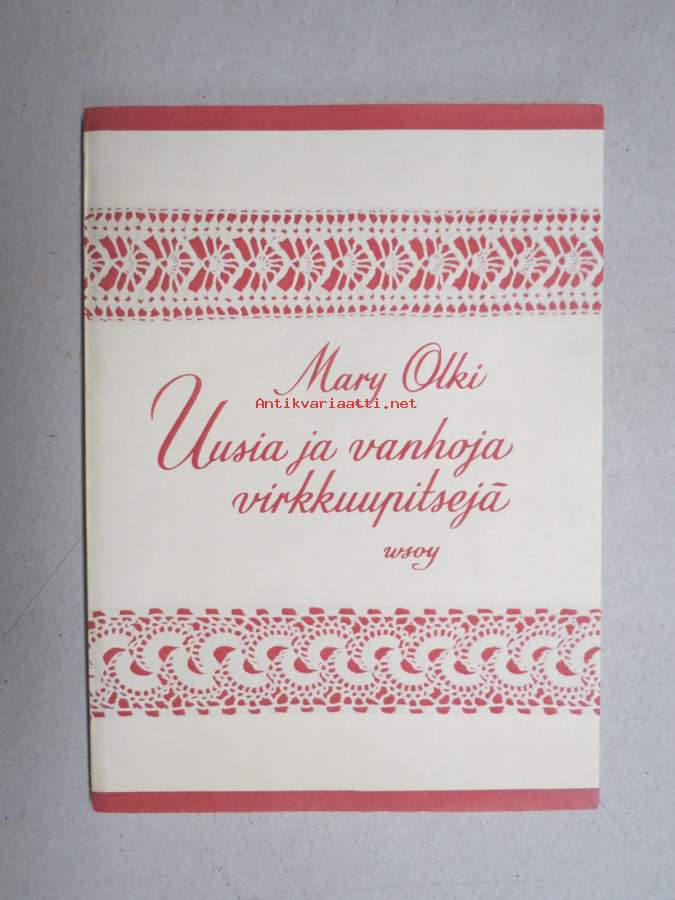 Mary Olki
Antikvariaatti.net
Uusia ja vanhoja
virkkuupitsejä
wsoy